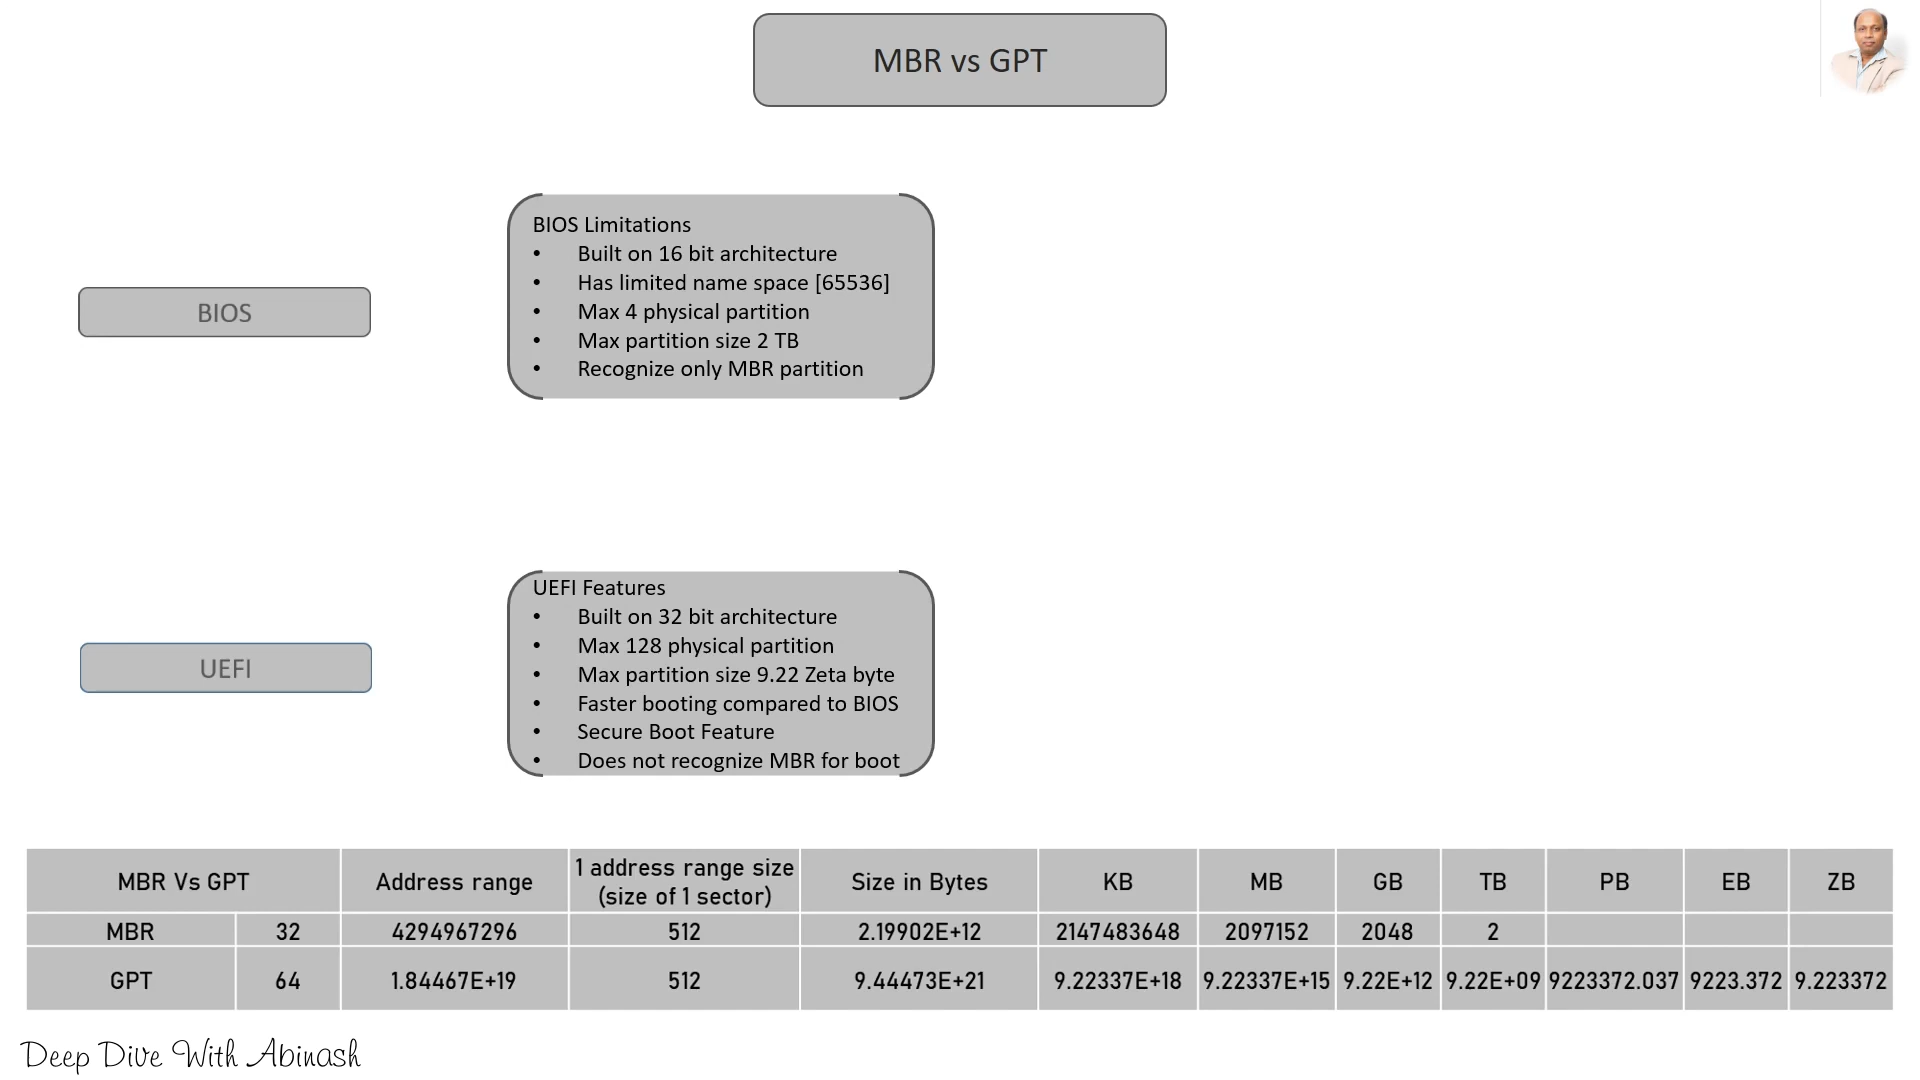 MBR vs GPT
BIOS
BIOS Limitations
• Built on 16 bit architecture
• Has limited name space [65536]
• Max 4 physical partition
• Max partition size 2 TB
• Recognize only MBR partition
UEFI
UEFI Features
• Built on 32 bit architecture
• Max 128 physical partition
• Max partition size 9.22 Zeta byte
• Faster booting compared to BIOS
• Secure Boot Feature
• Does not recognize MBR for boot
MBR Vs GPT Address range 1 address range size (size of 1 sector) Size in Bytes KB MB GB TB PB EB ZB
MBR 32 4294967296 512 2.19902E+12 2147483648 2097152 2048 2
GPT 64 1.84467E+19 512 9.44473E+21 9.22337E+18 9.22337E+15 9.22E+12 9.22E+09 9223372.037 9223.372 9.223372
Deep Dive With Abinash